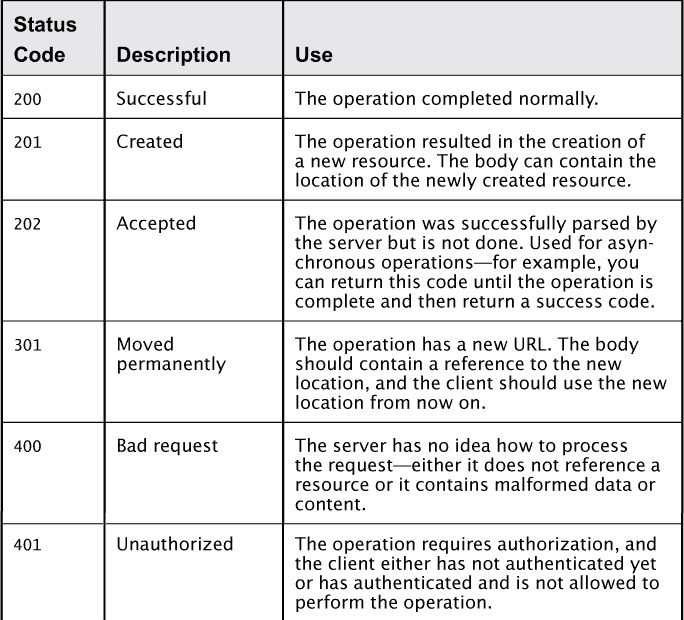 Status
Code Description Use
200 Successful The operation completed normally.
201 Created The operation resulted in the creation of
a new resource. The body can contain the
location of the newly created resource.
202 Accepted The operation was successfully parsed by
the server but is not done. Used for asyn-
chronous operations—for example, you
can return this code until the operation is
complete and then return a success code.
301 Moved The operation has a new URL. The body
permanently should contain a reference to the new
location, and the client should use the new
location from now on.
400 Bad request The server has no idea how to process
the request—either it does not reference a
resource or it contains malformed data or
content.
401 Unauthorized The operation requires authorization, and
the client either has not authenticated yet
or has authenticated and is not allowed to
perform the operation.